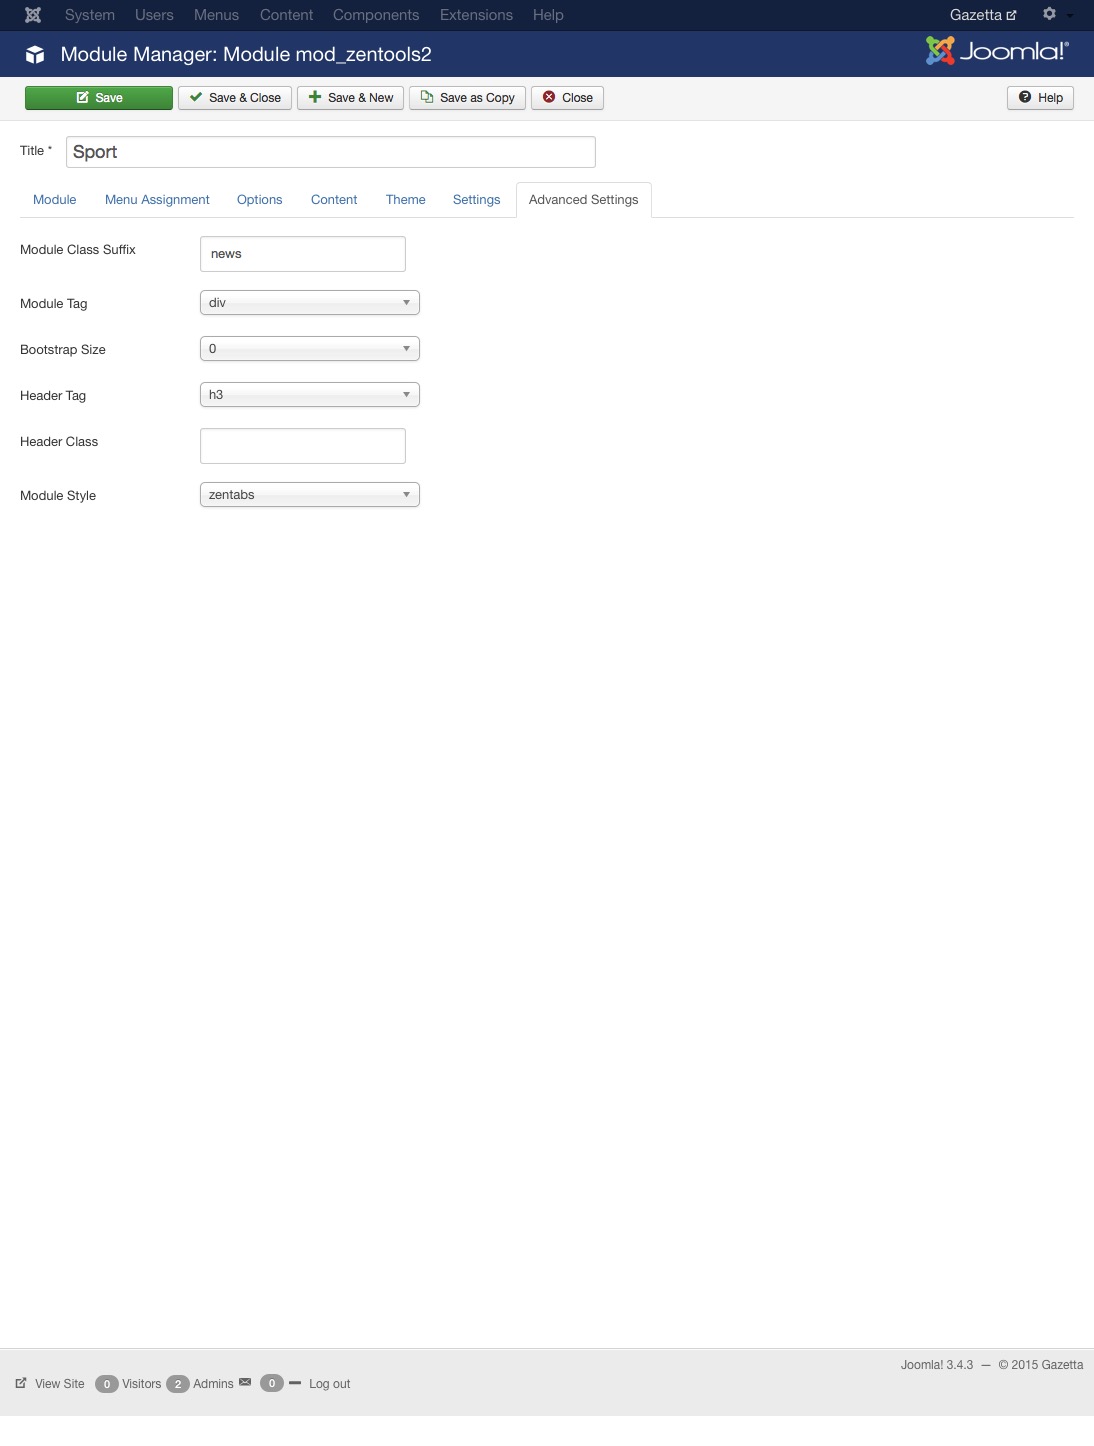 System Users Menus Content Components Extensions Help Gazetta
Module Manager: Module mod_zentools2 Joomla!®
Save Save & Close Save & New Save as Copy Close Help
Title * Sport
Module Menu Assignment Options Content Theme Settings Advanced Settings
Module Class Suffix news
Module Tag div
Bootstrap Size 0
Header Tag h3
Header Class
Module Style zentabs
Joomla! 3.4.3 — © 2015 Gazetta
View Site 0 Visitors 2 Admins 0 Log out